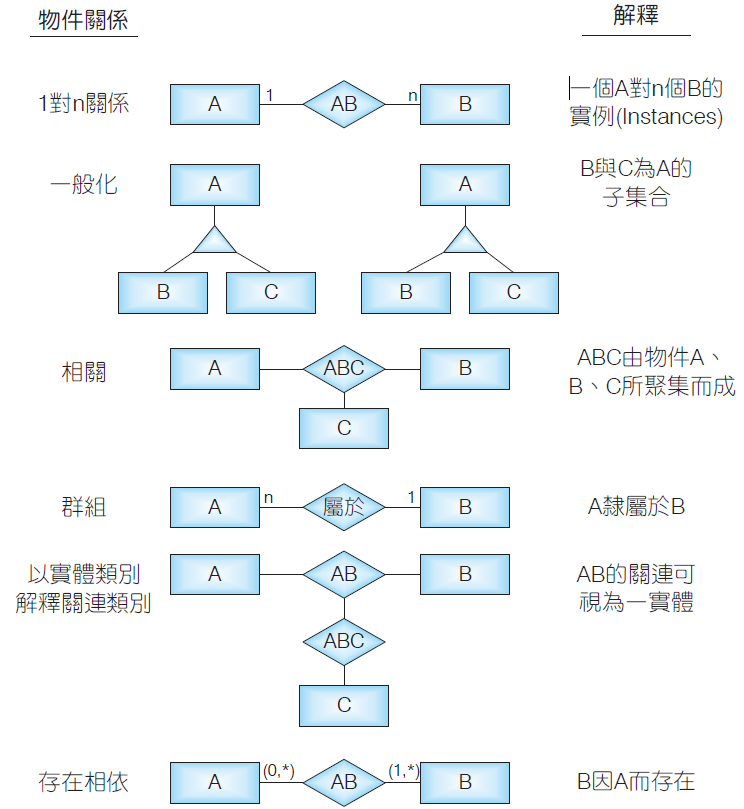 物件關係
解釋
1對n關係
A
1
AB
n
B
一個A對n個B的
實例(Instances)
一般化
A
B
C
A
B
C
B與C為A的
子集合
相關
A
ABC
B
C
ABC由物件A、
B、C所聚集而成
群組
A
n
屬於
1
B
A隸屬於B
以實體類別
解釋關連類別
A
AB
B
ABC
C
AB的關連可
視為一實體
存在相依
A
(0,*)
AB
(1,*)
B
B因A而存在